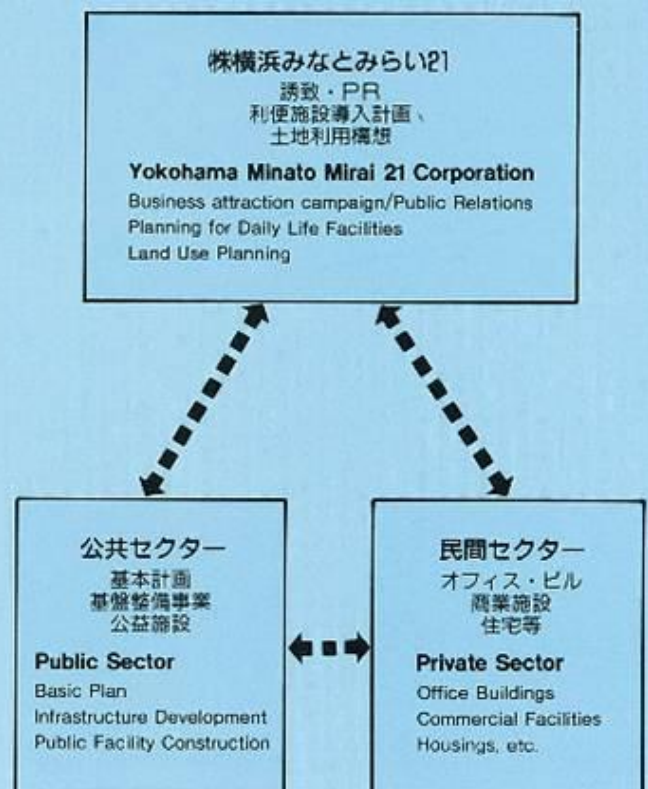 ㈱横浜みなとみらい21
誘致・PR
利便施設導入計画、
土地利用構想
Yokohama Minato Mirai 21 Corporation
Business attraction campaign/Public Relations
Planning for Daily Life Facilities
Land Use Planning
公共セクター
基本計画
基盤整備事業
公益施設
Public Sector
Basic Plan
Infrastructure Development
Public Facility Construction
民間セクター
オフィス・ビル
商業施設
住宅等
Private Sector
Office Buildings
Commercial Facilities
Housings, etc.